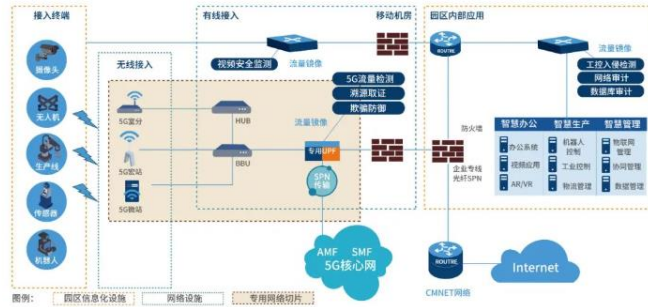 接入终端
有线接入
移动机房
园区内部应用
摄像头
无人机
生产线
传感器
机器人
无线接入
5G室分
5G宏站
5G微站
视频安全监测
流量镜像
5G流量检测
溯源取证
欺骗防御
流量镜像
HUB
BBU
专用UPF
SPN
传输
AMF SMF
5G核心网
防火墙
企业专线
光纤SPN
流量镜像
工控入侵检测
网络审计
数据库审计
智慧办公
智慧生产
智慧管理
办公系统
视频应用
AR/VR
机器人
控制
工业控制
物流管理
物联网
管理
协同管理
数据管理
CMNET网络
Internet
图例：
园区信息化设施
网络设施
专用网络切片